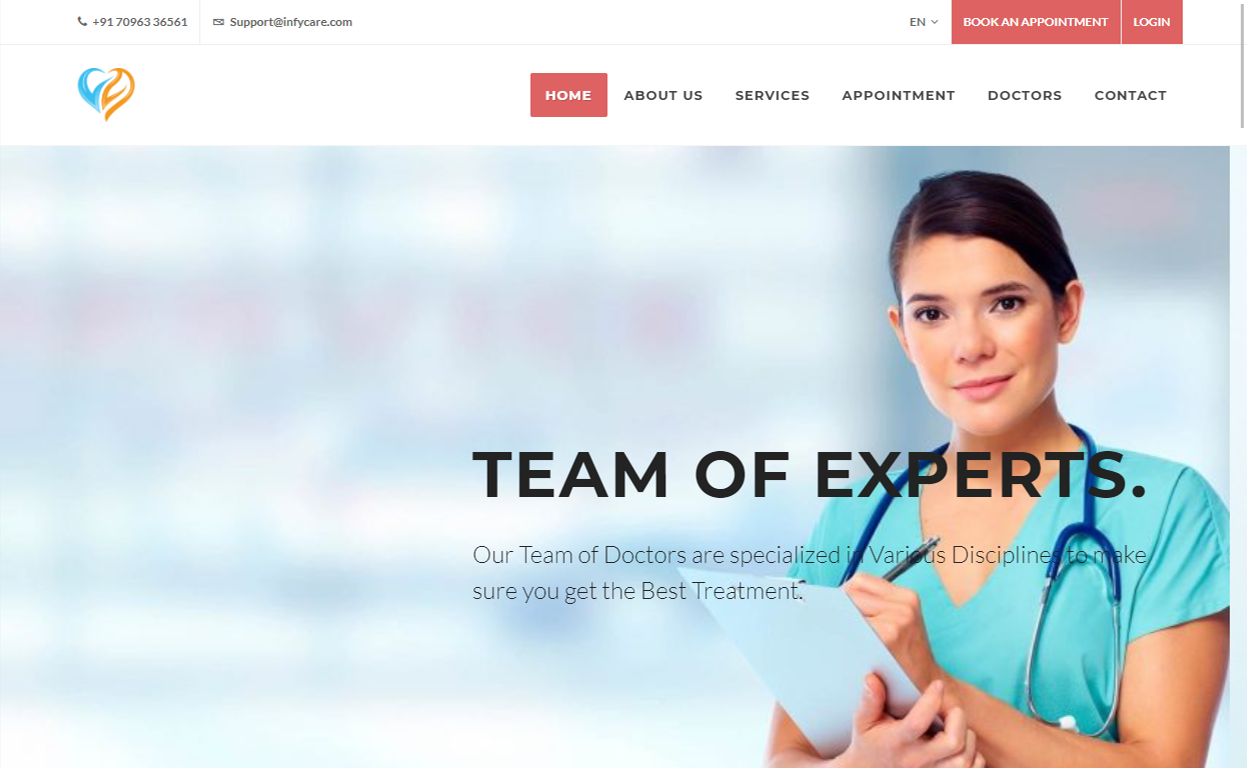 +91 70963 36561
Support@infycare.com
EN
BOOK AN APPOINTMENT
LOGIN
HOME
ABOUT US
SERVICES
APPOINTMENT
DOCTORS
CONTACT
TEAM OF EXPERTS.
Our Team of Doctors are specialized in Various Disciplines to make
sure you get the Best Treatment.